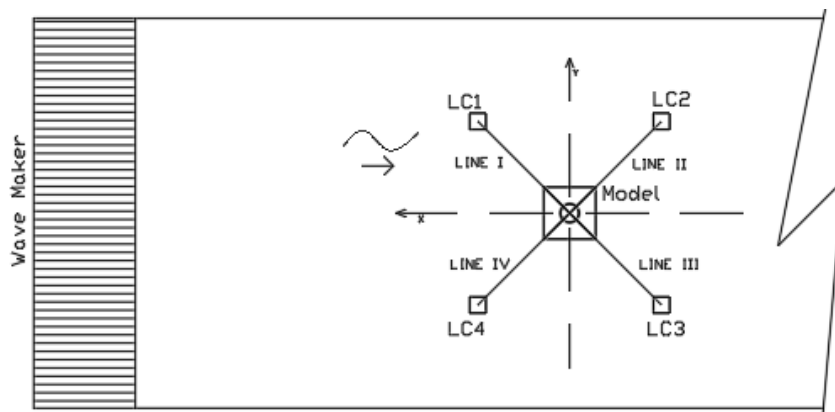 Wave Maker
Y
LC1
LC2
LINE I
LINE II
Model
X
LINE IV
LINE III
LC4
LC3